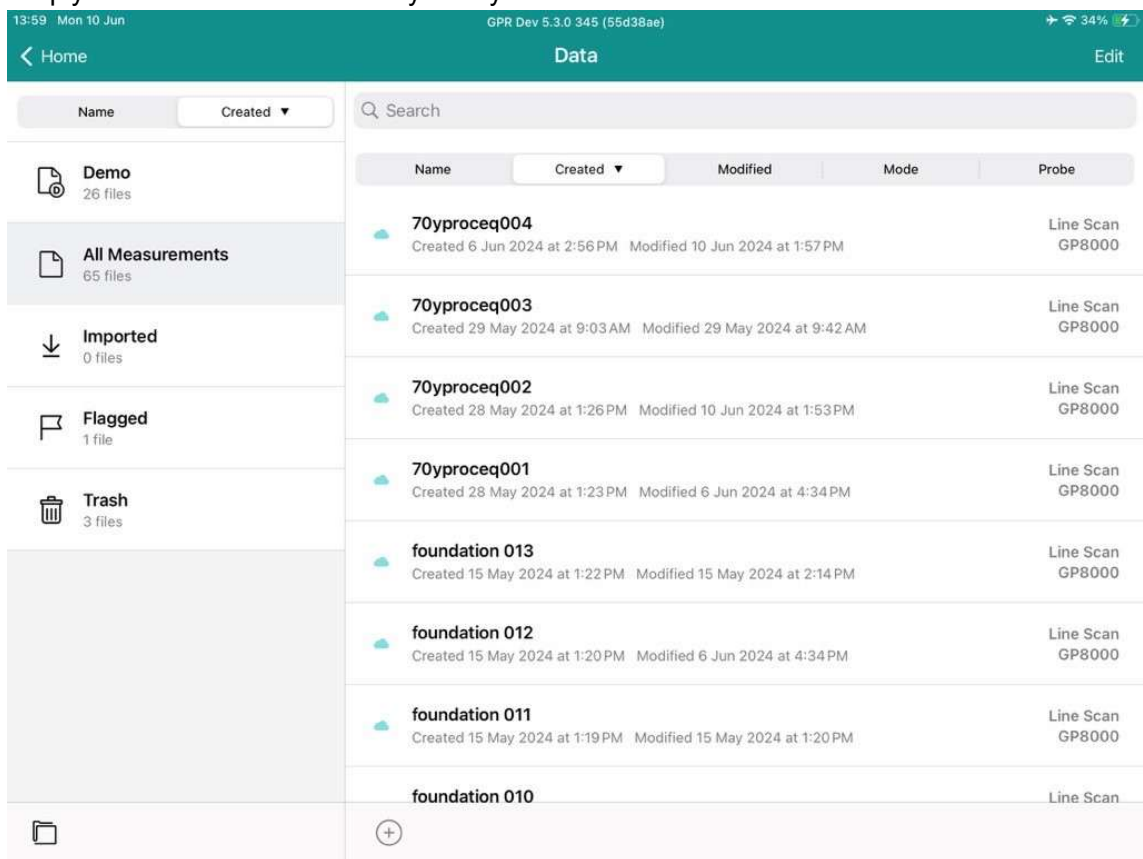 13:59 Mon 10 Jun
GPR Dev 5.3.0 345 (55d38ae)
34%
Home
Data
Edit
Name
Created ▼
Demo
26 files
All Measurements
65 files
Imported
0 files
Flagged
1 file
Trash
3 files
Search
Name
Created ▼
Modified
Mode
Probe
70yproceq004
Created 6 Jun 2024 at 2:56 PM Modified 10 Jun 2024 at 1:57 PM
Line Scan
GP8000
70yproceq003
Created 29 May 2024 at 9:03 AM Modified 29 May 2024 at 9:42 AM
Line Scan
GP8000
70yproceq002
Created 28 May 2024 at 1:26 PM Modified 10 Jun 2024 at 1:53 PM
Line Scan
GP8000
70yproceq001
Created 28 May 2024 at 1:23 PM Modified 6 Jun 2024 at 4:34 PM
Line Scan
GP8000
foundation 013
Created 15 May 2024 at 1:22 PM Modified 15 May 2024 at 2:14 PM
Line Scan
GP8000
foundation 012
Created 15 May 2024 at 1:20 PM Modified 6 Jun 2024 at 4:34 PM
Line Scan
GP8000
foundation 011
Created 15 May 2024 at 1:19 PM Modified 15 May 2024 at 1:20 PM
Line Scan
GP8000
foundation 010
Line Scan